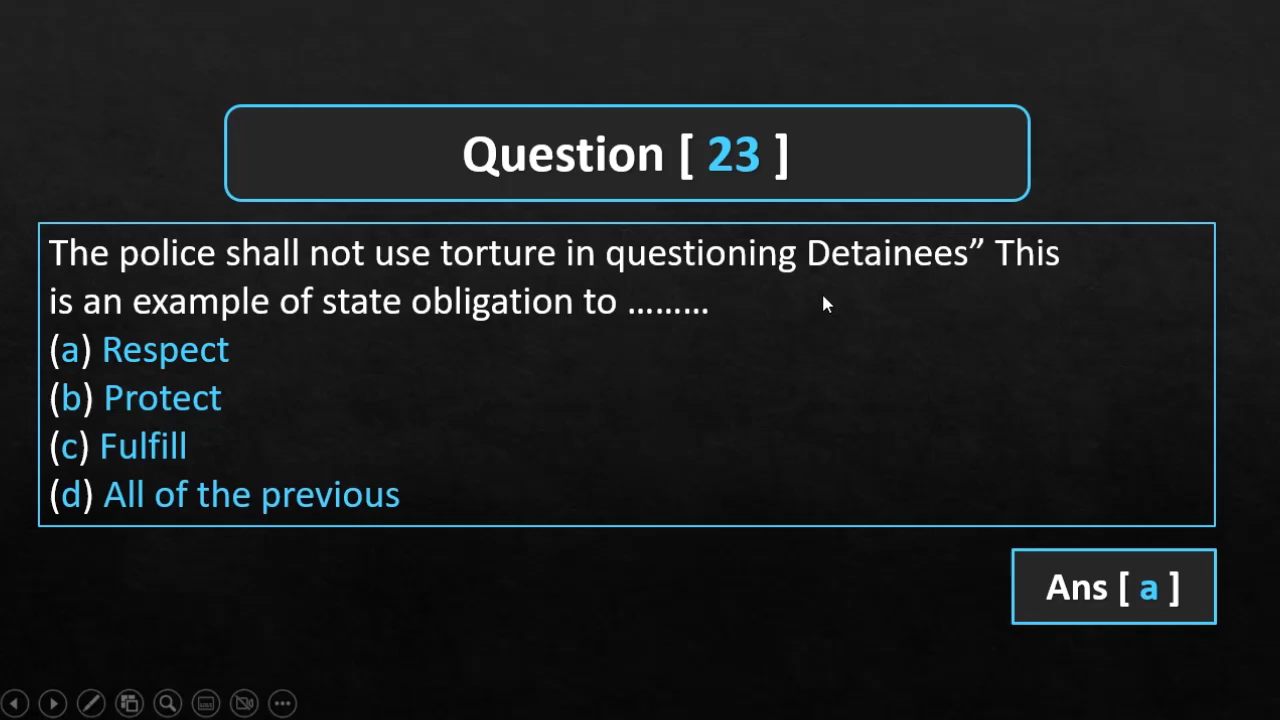 Question [ 23 ]
The police shall not use torture in questioning Detainees” This
is an example of state obligation to .........
(a) Respect
(b) Protect
(c) Fulfill
(d) All of the previous
Ans [ a ]